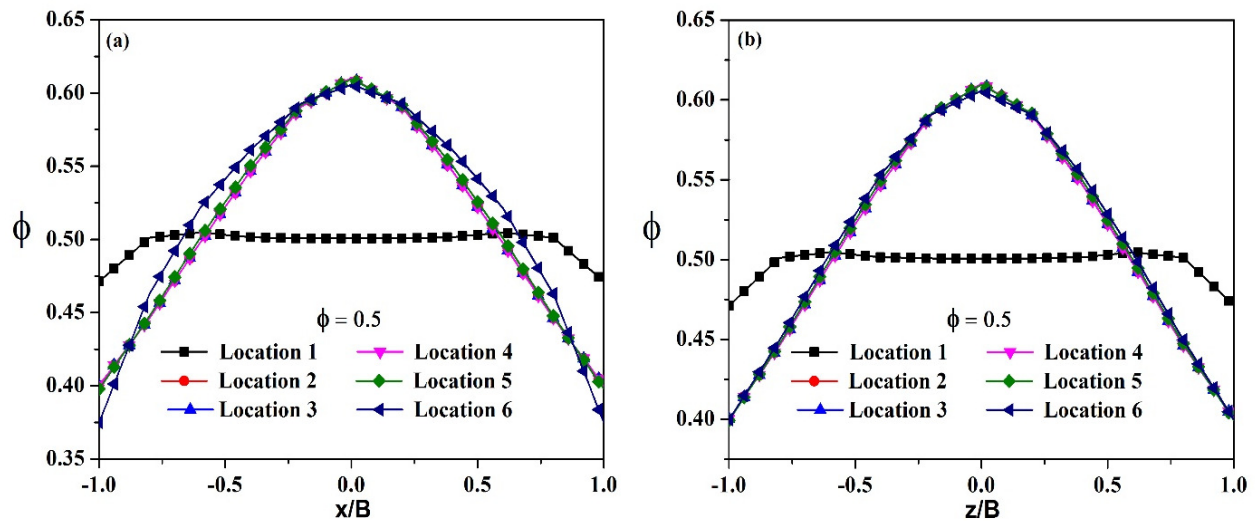 (a)
0.65
0.60
0.55
0.50
0.45
0.40
0.35
ϕ
ϕ = 0.5
Location 1
Location 4
Location 2
Location 5
Location 3
Location 6
-1.0 -0.5 0.0 0.5 1.0
x/B
(b)
0.65
0.60
0.55
0.50
0.45
0.40
ϕ
ϕ = 0.5
Location 1
Location 4
Location 2
Location 5
Location 3
Location 6
-1.0 -0.5 0.0 0.5 1.0
z/B